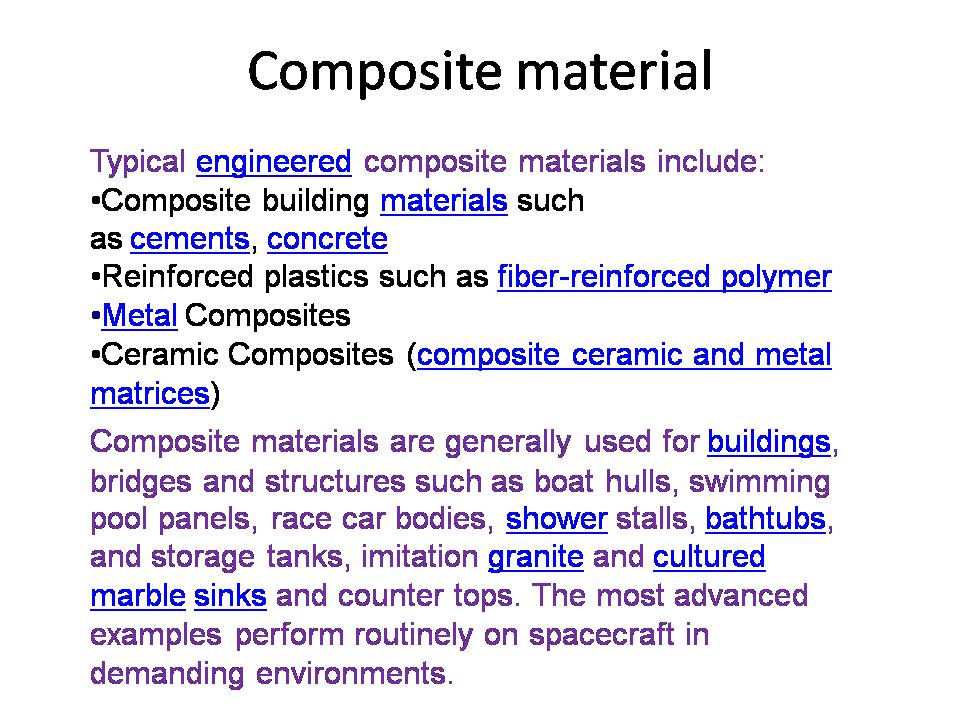 Composite material
Typical engineered composite materials include:
•Composite building materials such
as cements, concrete
•Reinforced plastics such as fiber-reinforced polymer
•Metal Composites
•Ceramic Composites (composite ceramic and metal
matrices)
Composite materials are generally used for buildings,
bridges and structures such as boat hulls, swimming
pool panels, race car bodies, shower stalls, bathtubs,
and storage tanks, imitation granite and cultured
marble sinks and counter tops. The most advanced
examples perform routinely on spacecraft in
demanding environments.